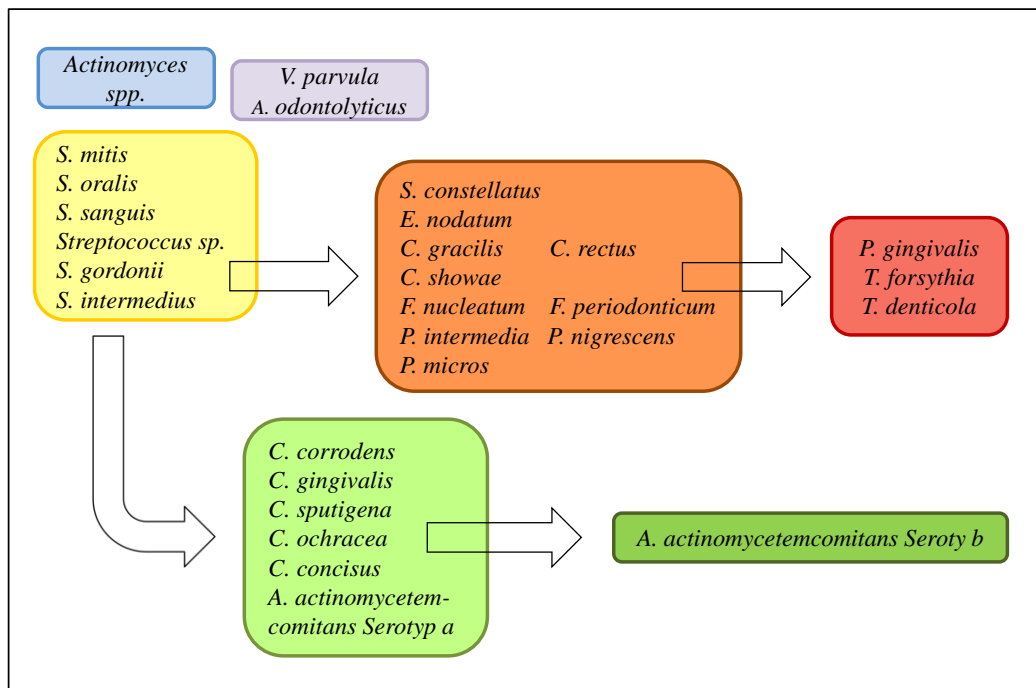 Actinomyces
spp.
V. parvula
A. odontolyticus
S. mitis
S. oralis
S. sanguis
Streptococcus sp.
S. gordonii
S. intermedius
S. constellatus
E. nodatum
C. gracilis C. rectus
C. showae
F. nucleatum F. periodonticum
P. intermedia P. nigrescens
P. micros
P. gingivalis
T. forsythia
T. denticola
C. corrodens
C. gingivalis
C. sputigena
C. ochracea
C. concisus
A. actinomycetem-
comitans Serotyp a
A. actinomycetemcomitans Seroty b